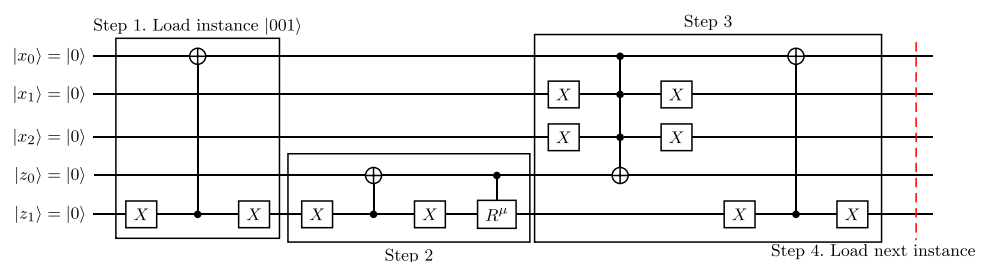 Step 1. Load instance |001⟩
Step 3
|x₀⟩ = |0⟩
|x₁⟩ = |0⟩
X X
|x₂⟩ = |0⟩
X X
|z₀⟩ = |0⟩
|z₁⟩ = |0⟩
X X X X Rᵘ X X
Step 2
Step 4. Load next instance